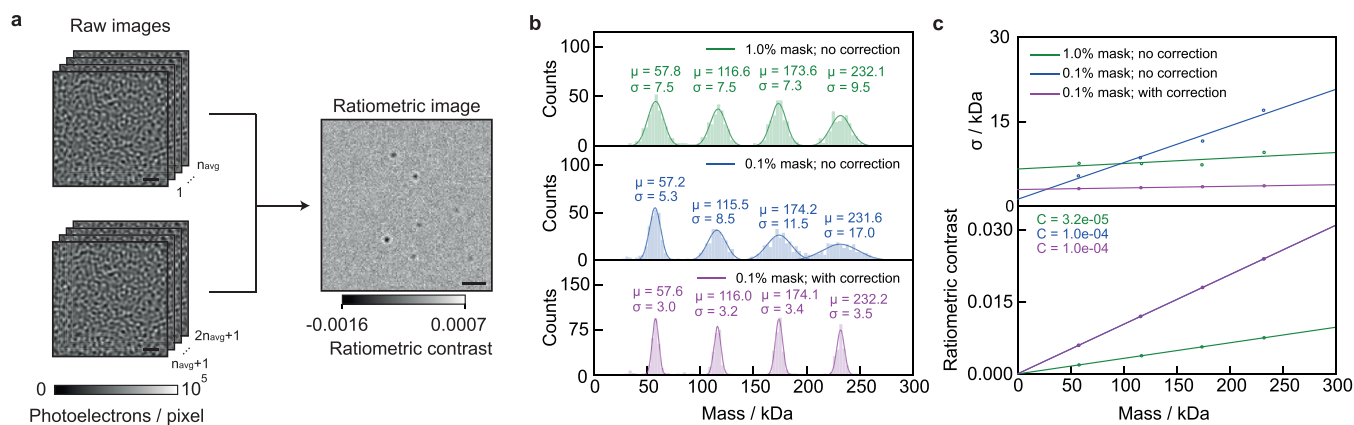 a
Raw images
navg
1
2navg+1
navg+1
0
10^5
Photoelectrons / pixel
Ratiometric image
-0.0016
0.0007
Ratiometric contrast
b
Counts
100
50
0
1.0% mask; no correction
μ = 57.8
σ = 7.5
μ = 116.6
σ = 7.5
μ = 173.6
σ = 7.3
μ = 232.1
σ = 9.5
Counts
100
50
0
0.1% mask; no correction
μ = 57.2
σ = 5.3
μ = 115.5
σ = 8.5
μ = 174.2
σ = 11.5
μ = 231.6
σ = 17.0
Counts
150
75
0
0.1% mask; with correction
μ = 57.6
σ = 3.0
μ = 116.0
σ = 3.2
μ = 174.1
σ = 3.4
μ = 232.2
σ = 3.5
0 50 100 150 200 250 300
Mass / kDa
c
σ / kDa
30
15
0
1.0% mask; no correction
0.1% mask; no correction
0.1% mask; with correction
Ratiometric contrast
0.030
0.015
0.000
C = 3.2e-05
C = 1.0e-04
C = 1.0e-04
0 50 100 150 200 250 300
Mass / kDa